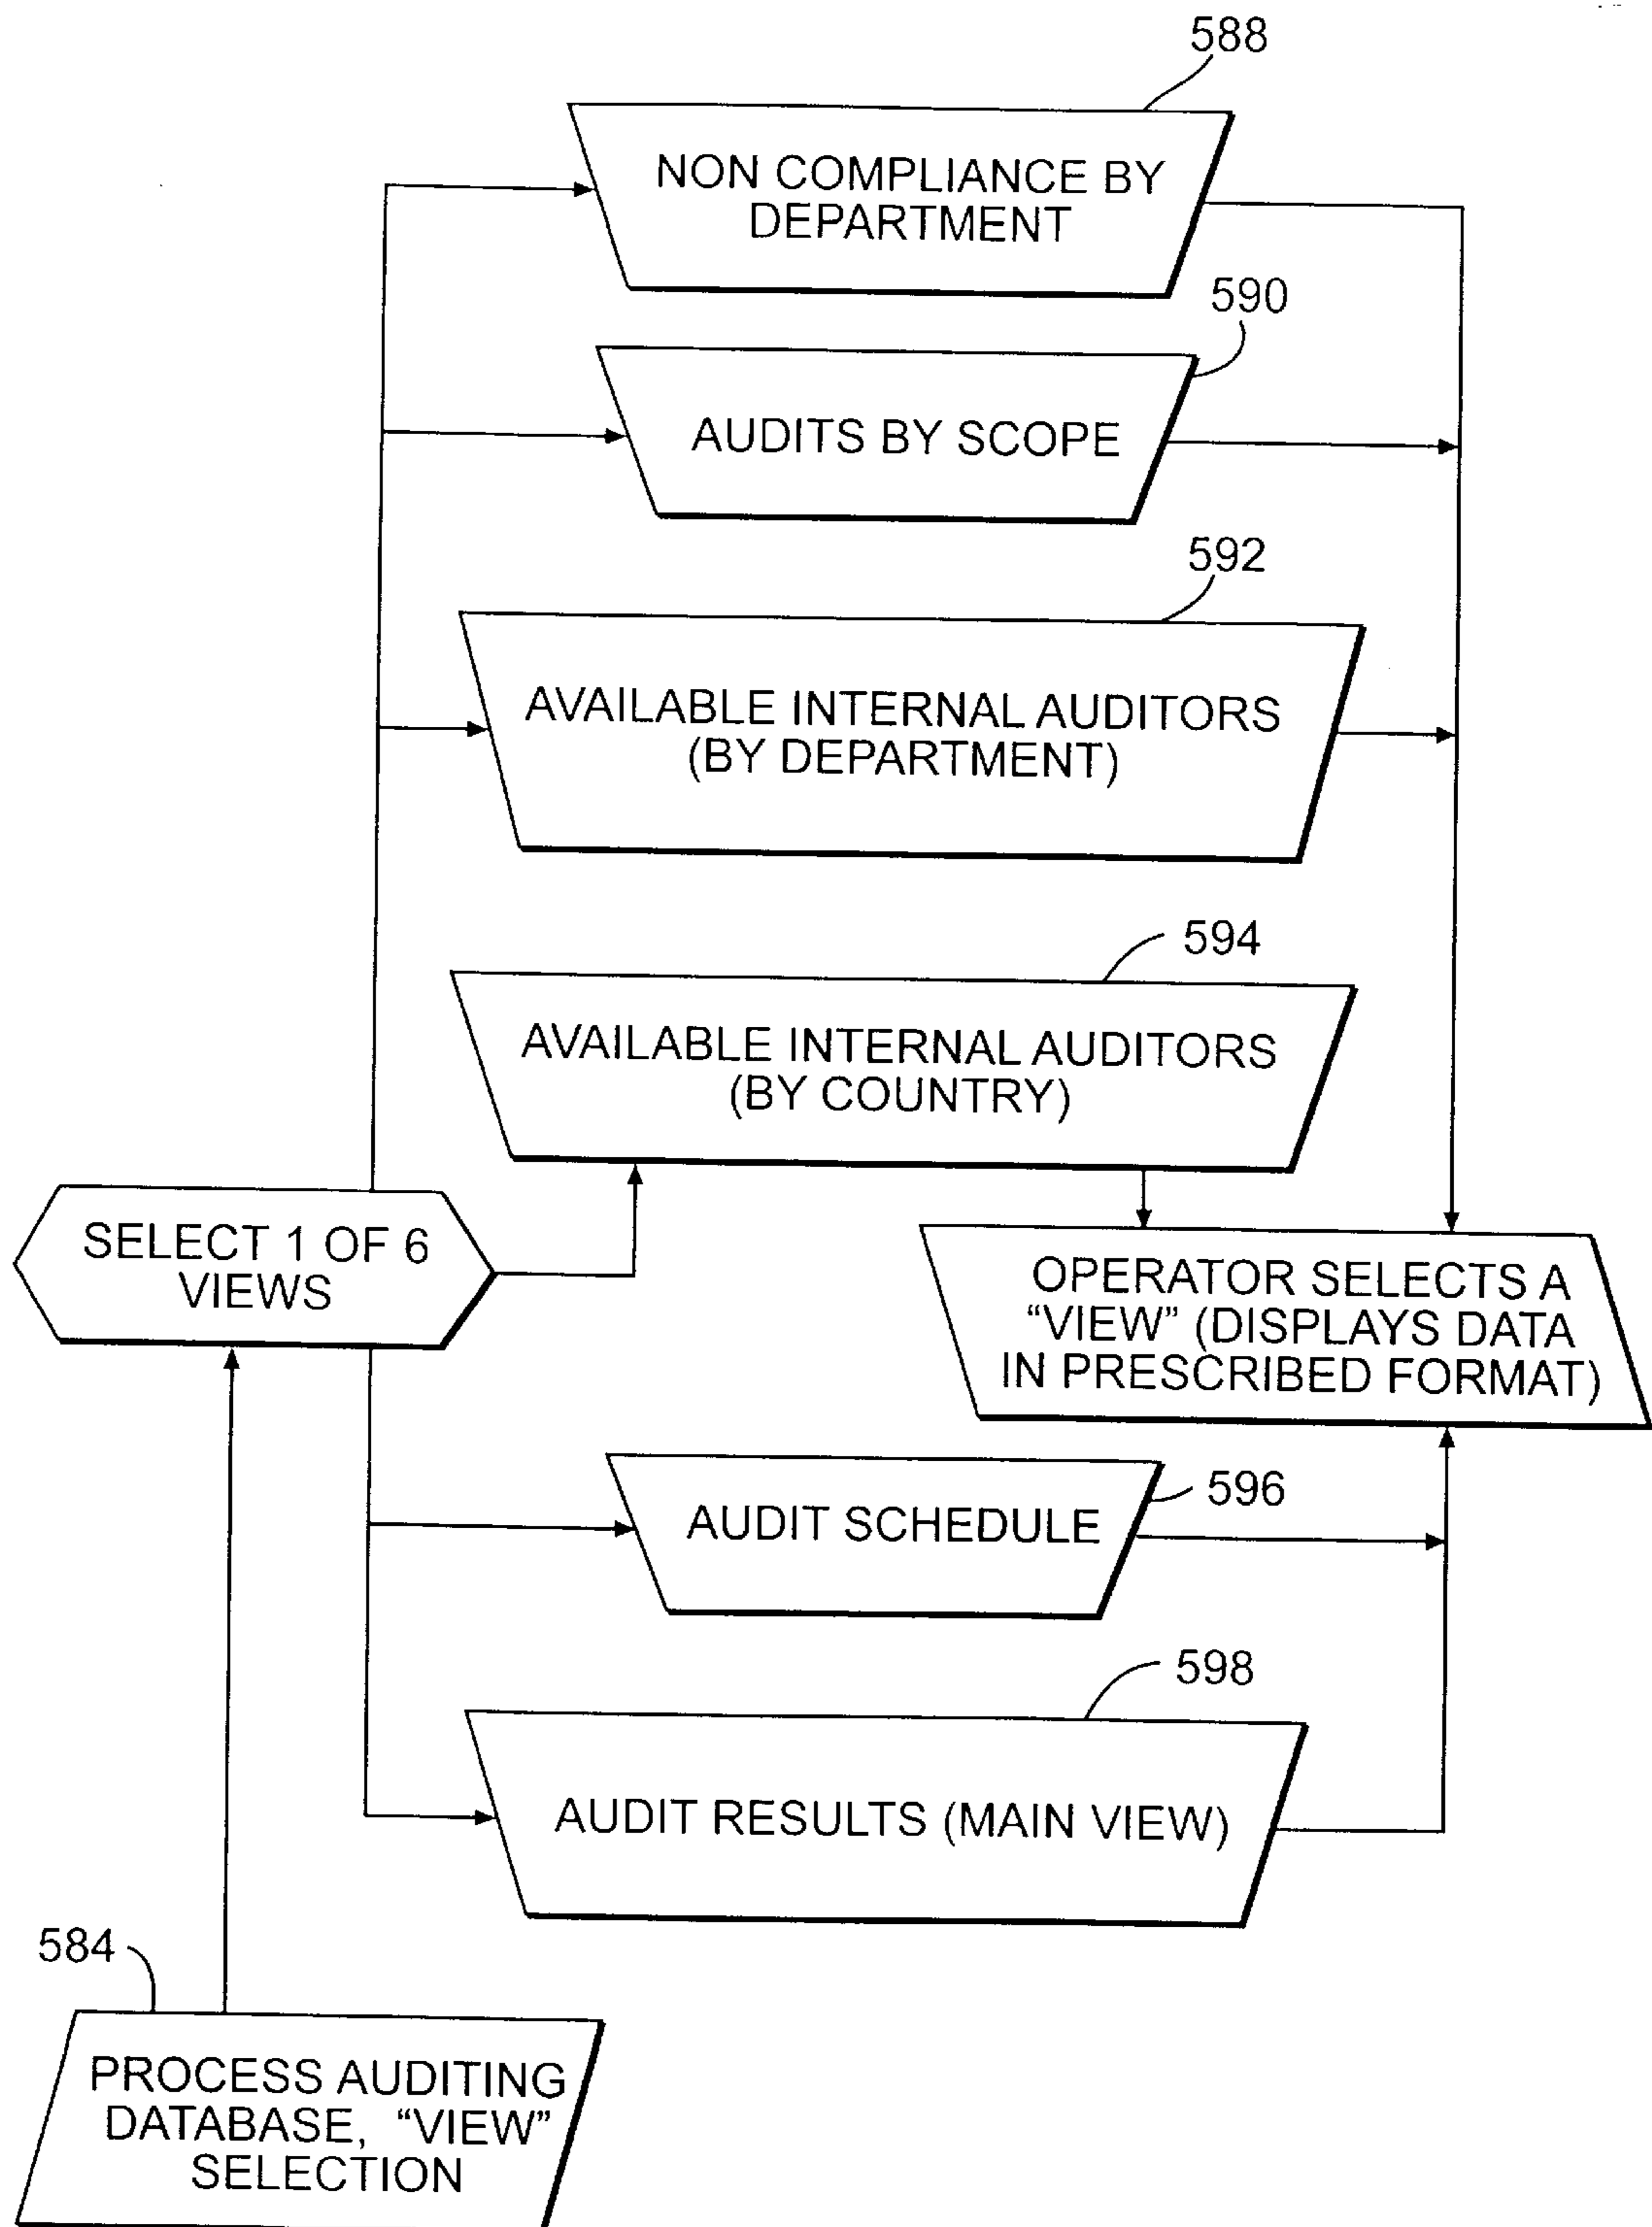 588
NON COMPLIANCE BY
DEPARTMENT
590
AUDITS BY SCOPE
592
AVAILABLE INTERNAL AUDITORS
(BY DEPARTMENT)
594
AVAILABLE INTERNAL AUDITORS
(BY COUNTRY)
SELECT 1 OF 6
VIEWS
OPERATOR SELECTS A
“VIEW” (DISPLAYS DATA
IN PRESCRIBED FORMAT)
596
AUDIT SCHEDULE
598
AUDIT RESULTS (MAIN VIEW)
584
PROCESS AUDITING
DATABASE, “VIEW”
SELECTION